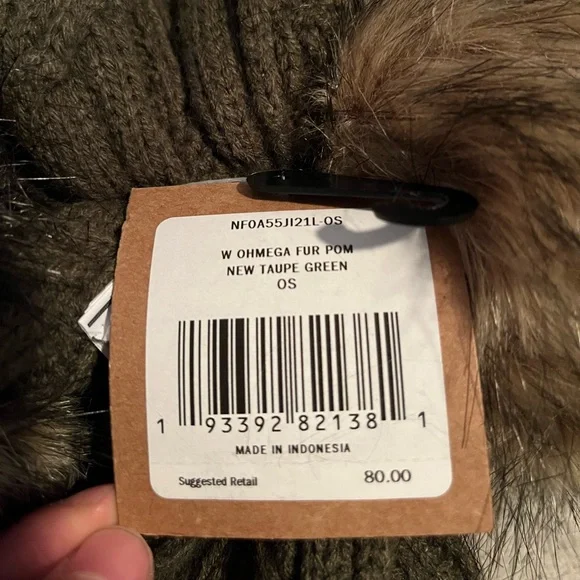 NF0A55JI21L-OS
W OHMEGA FUR POM
NEW TAUPE GREEN
OS
1 93392 82138 1
MADE IN INDONESIA
Suggested Retail 80.00